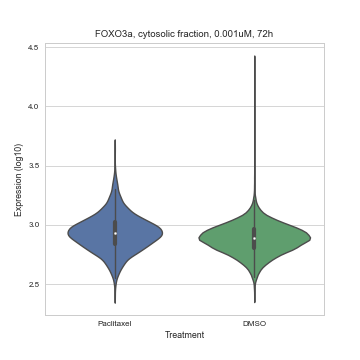 FOXO3a, cytosolic fraction, 0.001uM, 72h
4.5
4.0
3.5
3.0
2.5
Expression (log10)
Paclitaxel
DMSO
Treatment